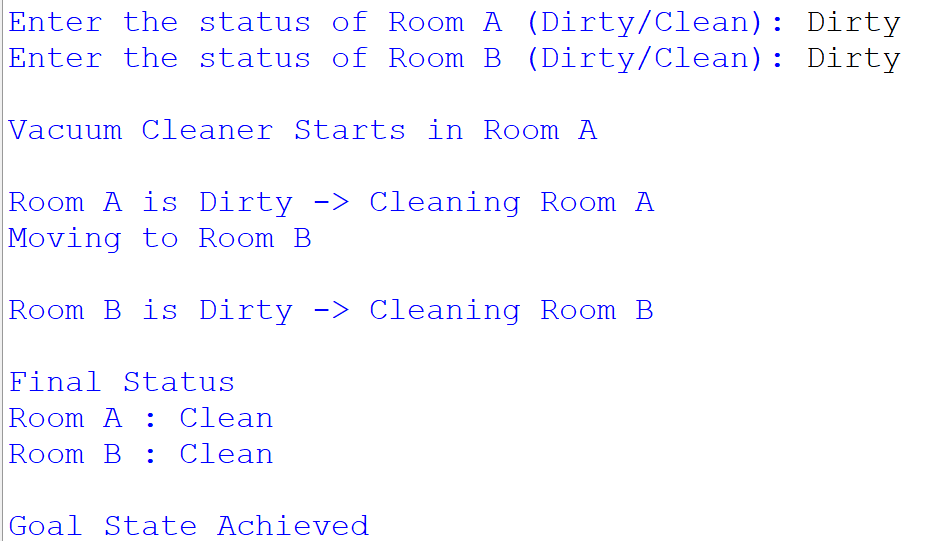 Enter the status of Room A (Dirty/Clean): Dirty
Enter the status of Room B (Dirty/Clean): Dirty
Vacuum Cleaner Starts in Room A
Room A is Dirty -> Cleaning Room A
Moving to Room B
Room B is Dirty -> Cleaning Room B
Final Status
Room A : Clean
Room B : Clean
Goal State Achieved